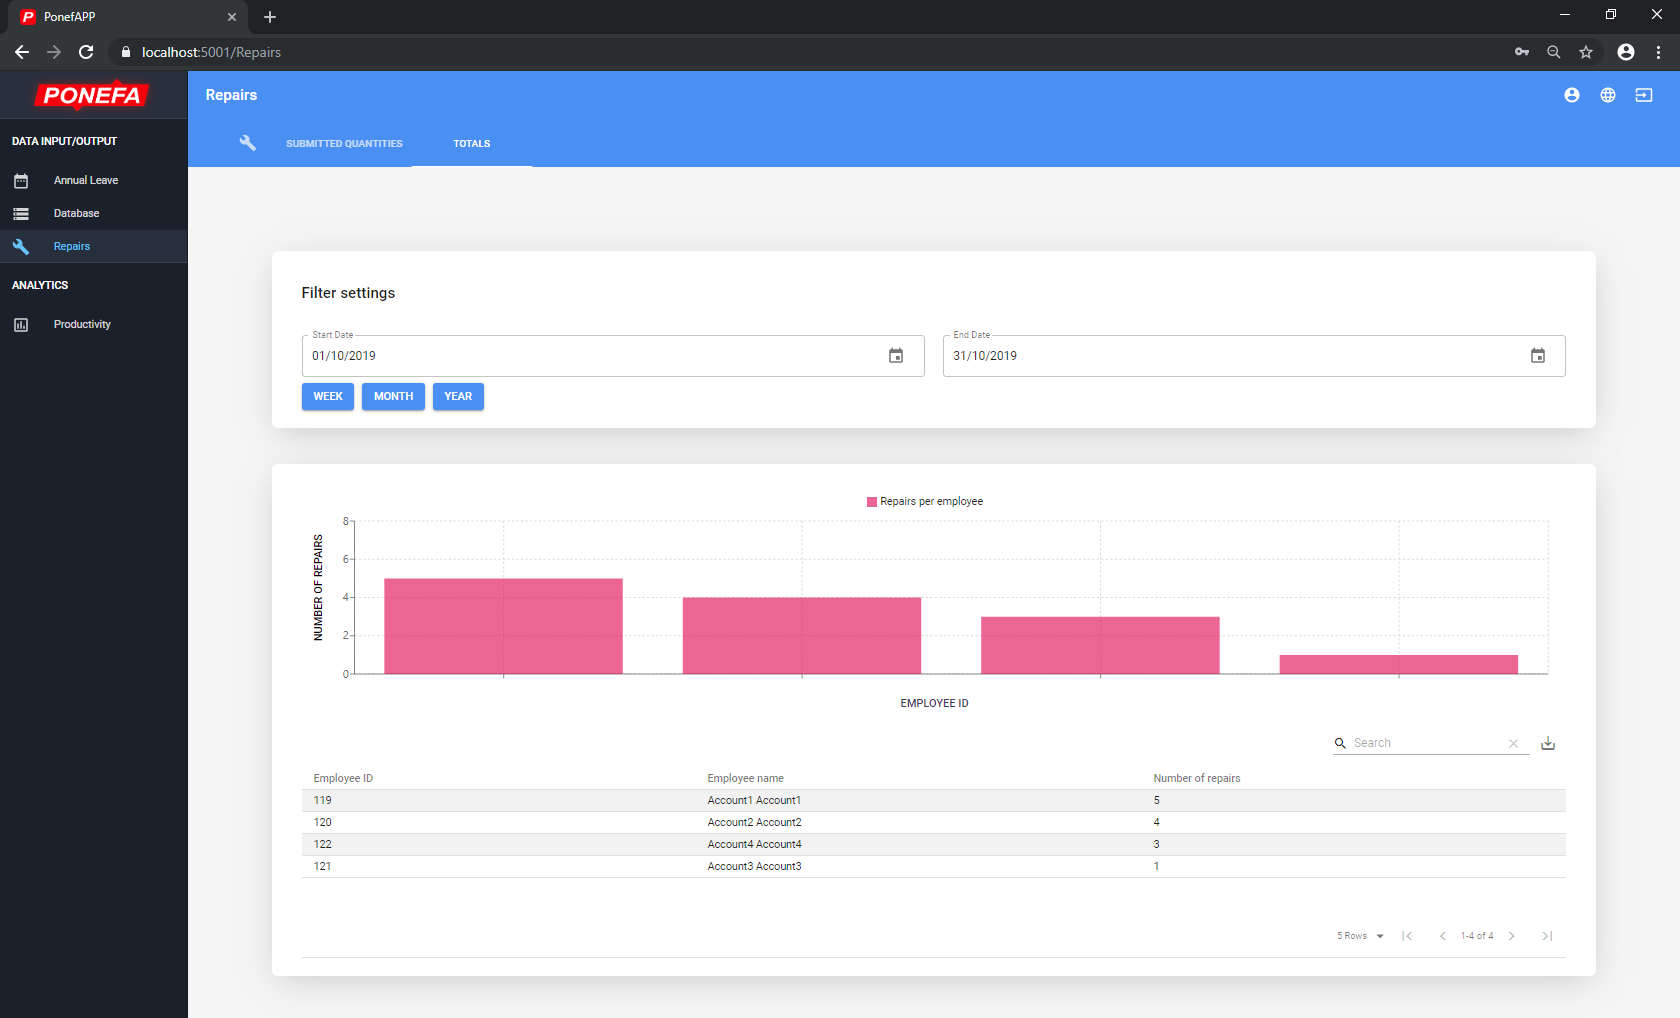 P PonefAPP
localhost:5001/Repairs
PONEFA
Repairs
DATA INPUT/OUTPUT
SUBMITTED QUANTITIES TOTALS
Annual Leave
Database
Repairs
ANALYTICS
Productivity
Filter settings
Start Date
01/10/2019
End Date
31/10/2019
WEEK MONTH YEAR
Repairs per employee
NUMBER OF REPAIRS
8
6
4
2
0
EMPLOYEE ID
Search
Employee ID Employee name Number of repairs
119 Account1 Account1 5
120 Account2 Account2 4
122 Account4 Account4 3
121 Account3 Account3 1
5 Rows 1-4 of 4